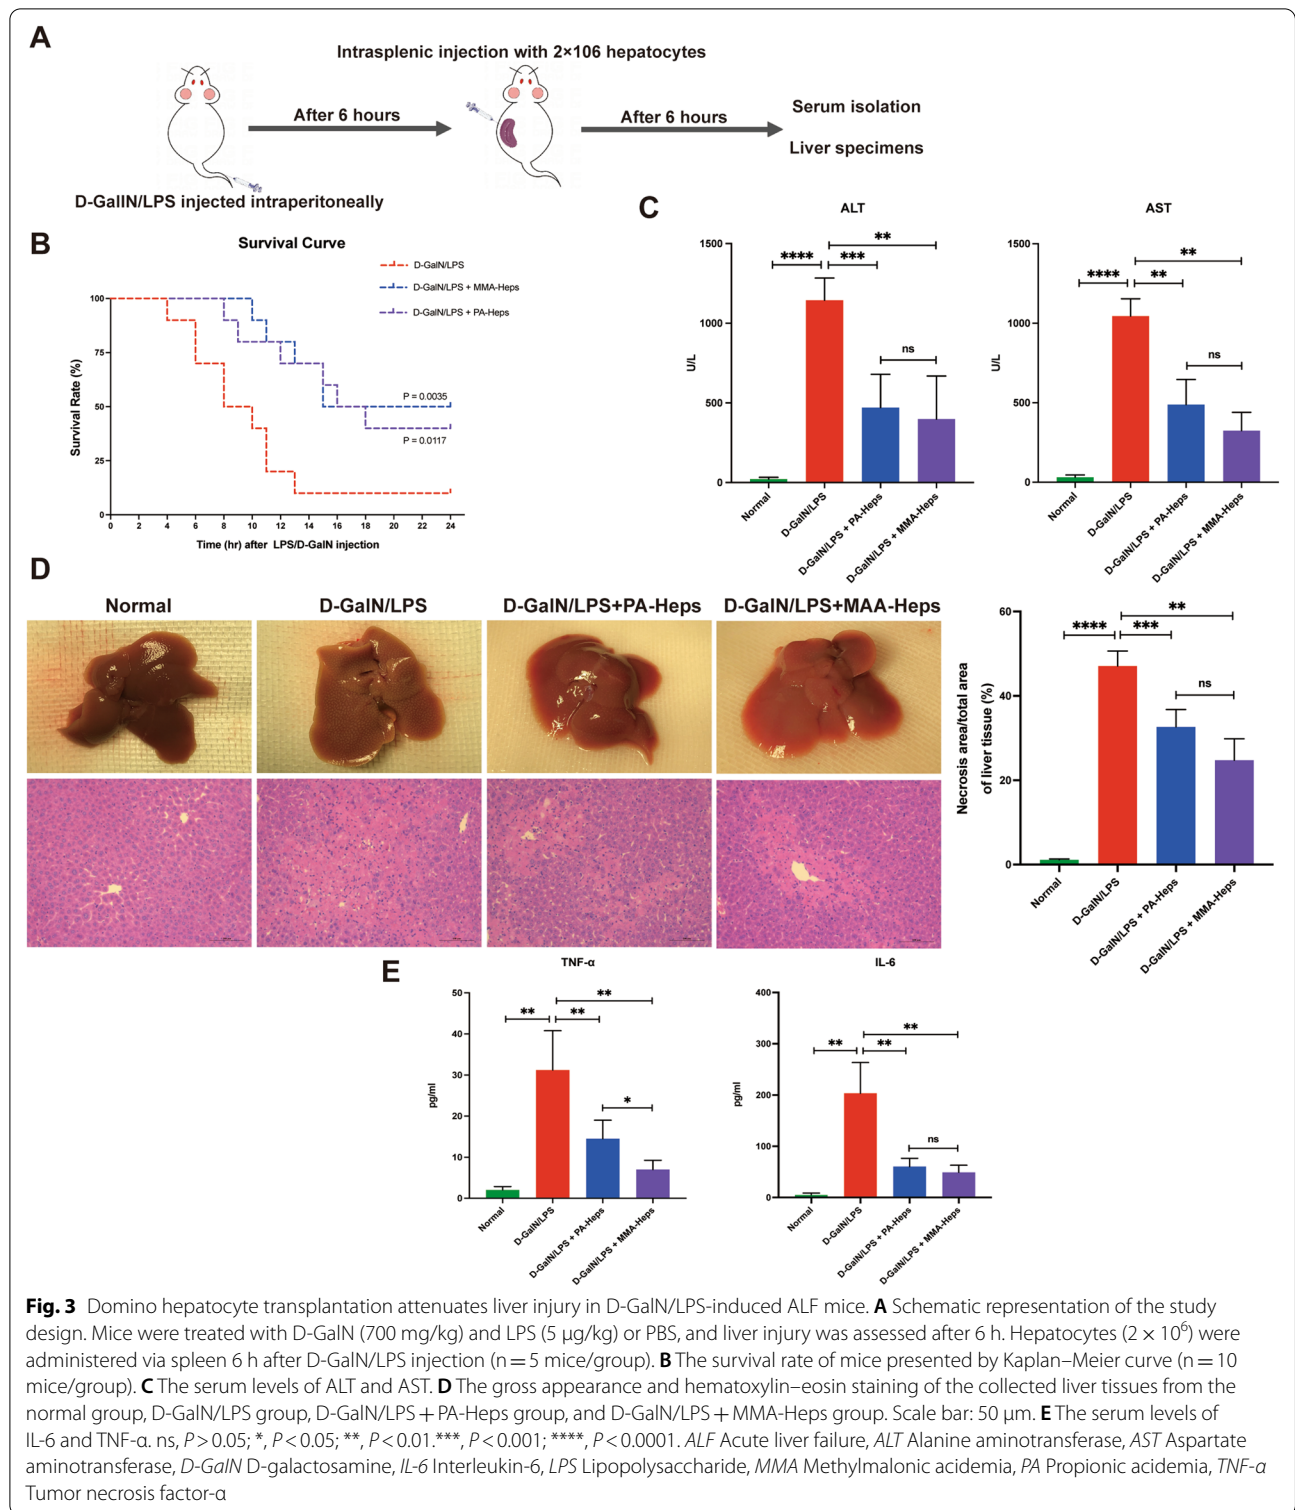 A
Intrasplenic injection with 2×106 hepatocytes
After 6 hours
After 6 hours
Serum isolation
Liver specimens
D-GallN/LPS injected intraperitoneally
B
Survival Curve
D-GalN/LPS
D-GalN/LPS + MMA-Heps
D-GalN/LPS + PA-Heps
Survival Rate (%)
100
75
50
25
0
P = 0.0035
P = 0.0117
0 2 4 6 8 10 12 14 16 18 20 22 24
Time (hr) after LPS/D-GalN injection
C
ALT
U/L
1500
1000
500
0
****
***
**
ns
Normal
D-GalN/LPS
D-GalN/LPS + PA-Heps
D-GalN/LPS + MMA-Heps
AST
U/L
1500
1000
500
0
****
**
**
ns
Normal
D-GalN/LPS
D-GalN/LPS + PA-Heps
D-GalN/LPS + MMA-Heps
D
Normal
D-GalN/LPS
D-GalN/LPS+PA-Heps
D-GalN/LPS+MAA-Heps
Necrosis area/total area
of liver tissue (%)
60
40
20
0
****
***
**
ns
Normal
D-GalN/LPS
D-GalN/LPS + PA-Heps
D-GalN/LPS + MMA-Heps
E
TNF-α
pg/ml
50
40
30
20
10
0
**
**
**
*
Normal
D-GalN/LPS
D-GalN/LPS + PA-Heps
D-GalN/LPS + MMA-Heps
IL-6
pg/ml
400
300
200
100
0
**
**
**
ns
Normal
D-GalN/LPS
D-GalN/LPS + PA-Heps
D-GalN/LPS + MMA-Heps
Fig. 3 Domino hepatocyte transplantation attenuates liver injury in D-GalN/LPS-induced ALF mice. A Schematic representation of the study
design. Mice were treated with D-GalN (700 mg/kg) and LPS (5 μg/kg) or PBS, and liver injury was assessed after 6 h. Hepatocytes (2 × 10⁶) were
administered via spleen 6 h after D-GalN/LPS injection (n = 5 mice/group). B The survival rate of mice presented by Kaplan–Meier curve (n = 10
mice/group). C The serum levels of ALT and AST. D The gross appearance and hematoxylin–eosin staining of the collected liver tissues from the
normal group, D-GalN/LPS group, D-GalN/LPS + PA-Heps group, and D-GalN/LPS + MMA-Heps group. Scale bar: 50 μm. E The serum levels of
IL-6 and TNF-α. ns, P > 0.05; *, P < 0.05; **, P < 0.01.***, P < 0.001; ****, P < 0.0001. ALF Acute liver failure, ALT Alanine aminotransferase, AST Aspartate
aminotransferase, D-GalN D-galactosamine, IL-6 Interleukin-6, LPS Lipopolysaccharide, MMA Methylmalonic acidemia, PA Propionic acidemia, TNF-α
Tumor necrosis factor-α